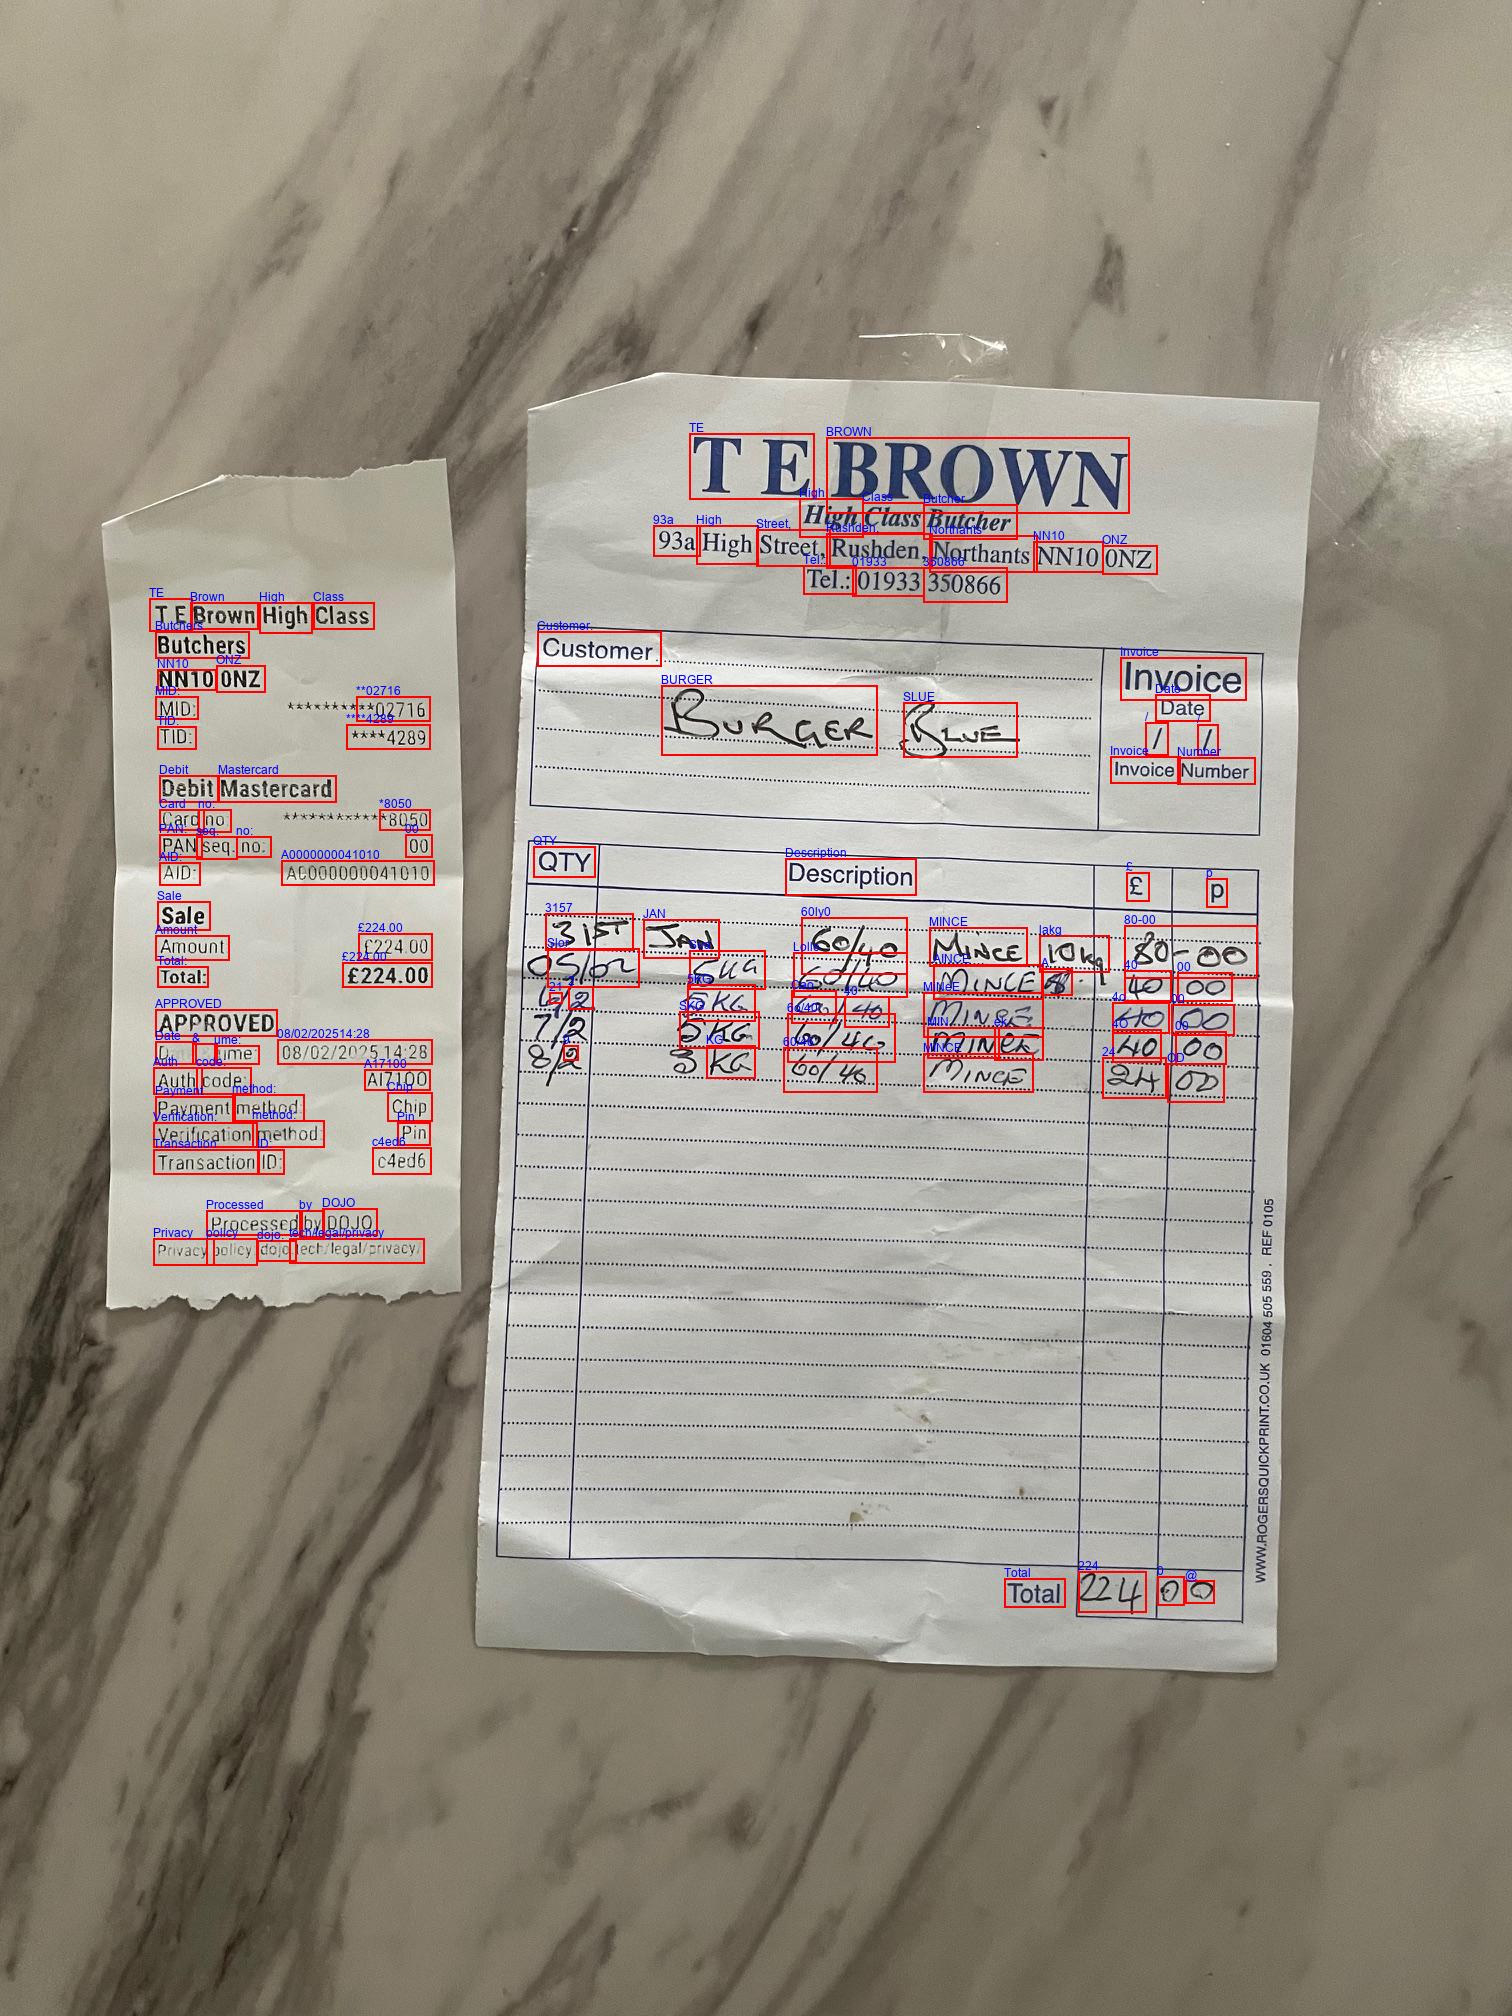 T E Brown High Class
Butchers
NN10 0NZ
MID: **********02716
TID: ****4289
Debit Mastercard
Card no: ************8050
PAN seq. no: 00
AID: A0000000041010
Sale
Amount £224.00
Total: £224.00
APPROVED
08/02/2025 14:28
Auth code: A17100
Payment method: Chip
Verification method: Pin
Transaction ID: c4ed6
Processed by DOJO
Privacy policy: dojo.tech/legal/privacy/
T E BROWN
High Class Butcher
93a High Street, Rushden, Northants NN10 0NZ
Tel.: 01933 350866
Customer
BURGER BLUE
Invoice
Date
/ /
Invoice Number
QTY Description £ p
31ST JAN 60/40 MINCE 10kg 80-00
05/02 5KG 60/40 MINCE 40 00
5KG 60/40 MINCE 40 00
7/2 5KG 60/40 MINCE 40 00
8/2 3 KG 60/40 MINCE 24 00
Total 224 00
WWW.ROGERSQUICKPRINT.CO.UK 01604 505 559 . REF 0105